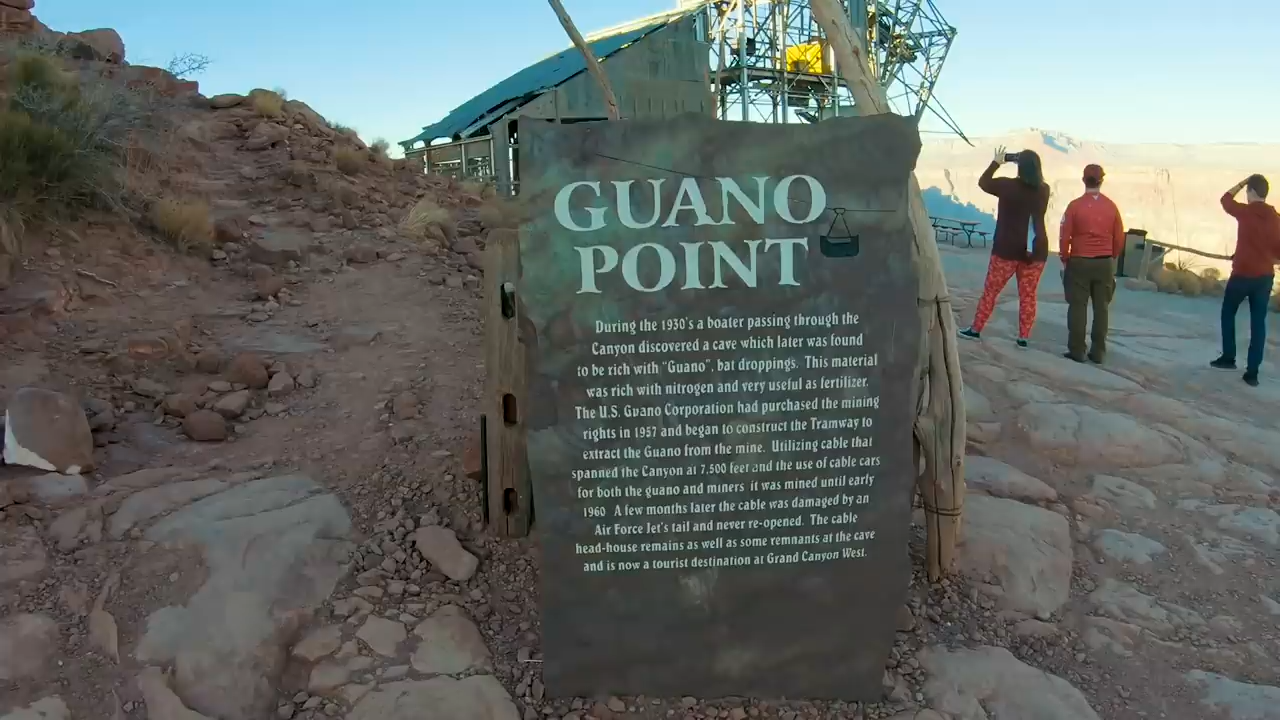 GUANO
POINT
During the 1930's a boater passing through the
Canyon discovered a cave which later was found
to be rich with "Guano", bat droppings. This material
was rich with nitrogen and very useful as fertilizer.
The U.S. Guano Corporation had purchased the mining
rights in 1957 and began to construct the Tramway to
extract the Guano from the mine. Utilizing cable that
spanned the Canyon at 7,500 feet and the use of cable cars
for both the guano and miners it was mined until early
1960 A few months later the cable was damaged by an
Air Force Jet's tail and never re-opened. The cable
head-house remains as well as some remnants at the cave
and is now a tourist destination at Grand Canyon West.